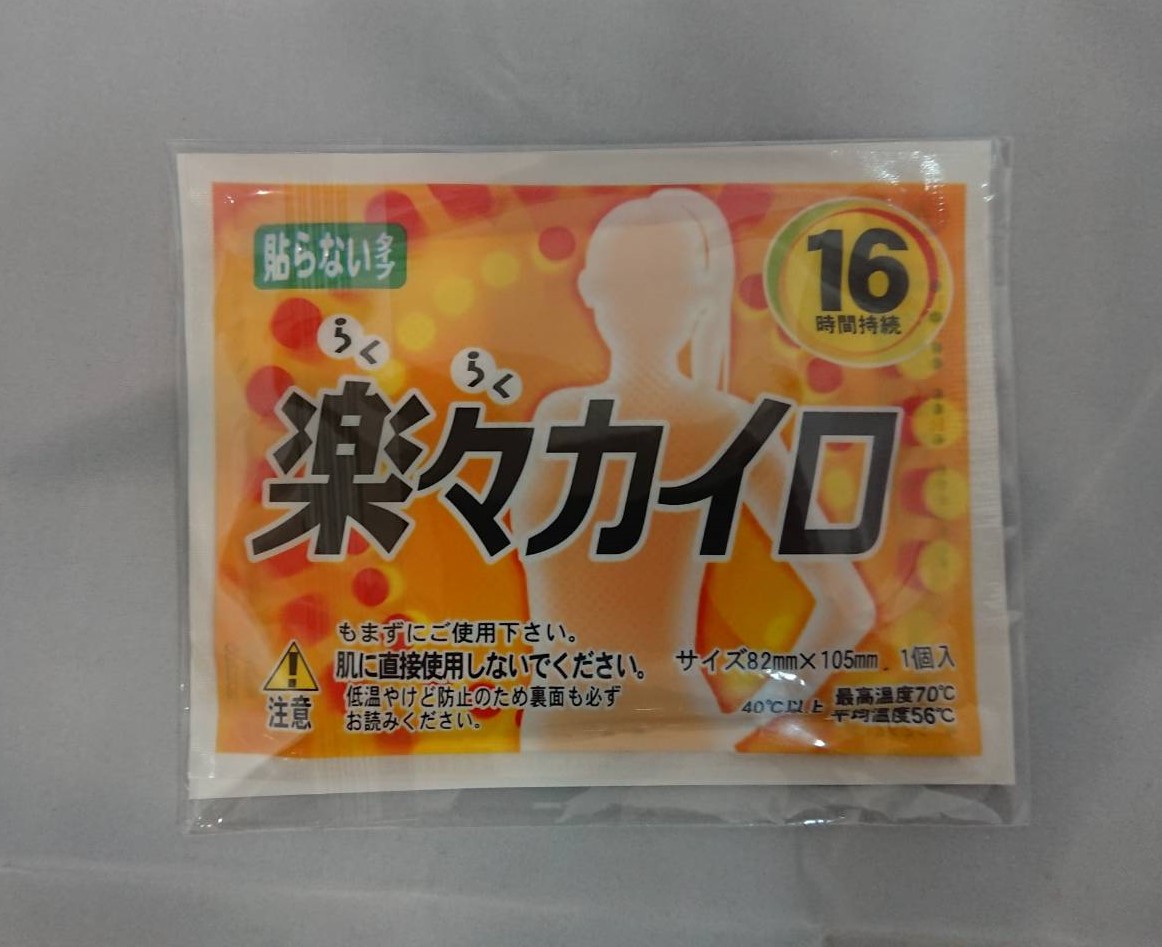 貼らないタイプ
16
時間持続
らく
らく
楽々カイロ
もまずにご使用下さい。
肌に直接使用しないでください。
低温やけど防止のため裏面も必ず
お読みください。
注意
サイズ82mm×105mm 1個入
40℃以上
最高温度70℃
平均温度56℃